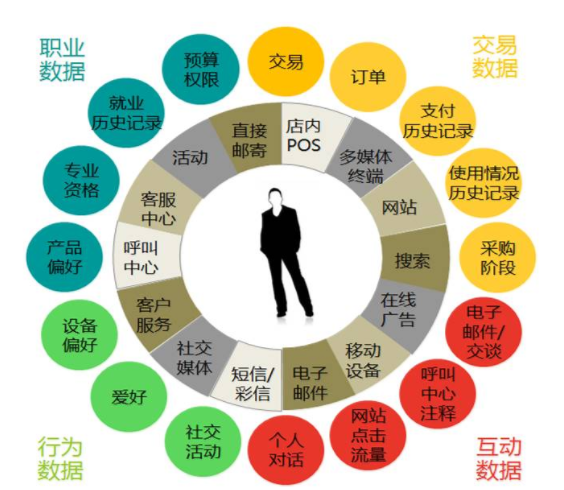 职业
数据
交易
数据
预算
权限
交易
订单
就业
历史记录
支付
历史记录
专业
资格
使用情况
历史记录
产品
偏好
采购
阶段
设备
偏好
电子
邮件/
交谈
爱好
呼叫
中心
注释
社交
活动
个人
对话
网站
点击
流量
行为
数据
互动
数据
直接
邮寄
店内
POS
活动
多媒体
终端
客服
中心
网站
呼叫
中心
搜索
客户
服务
在线
广告
社交
媒体
移动
设备
短信/
彩信
电子
邮件